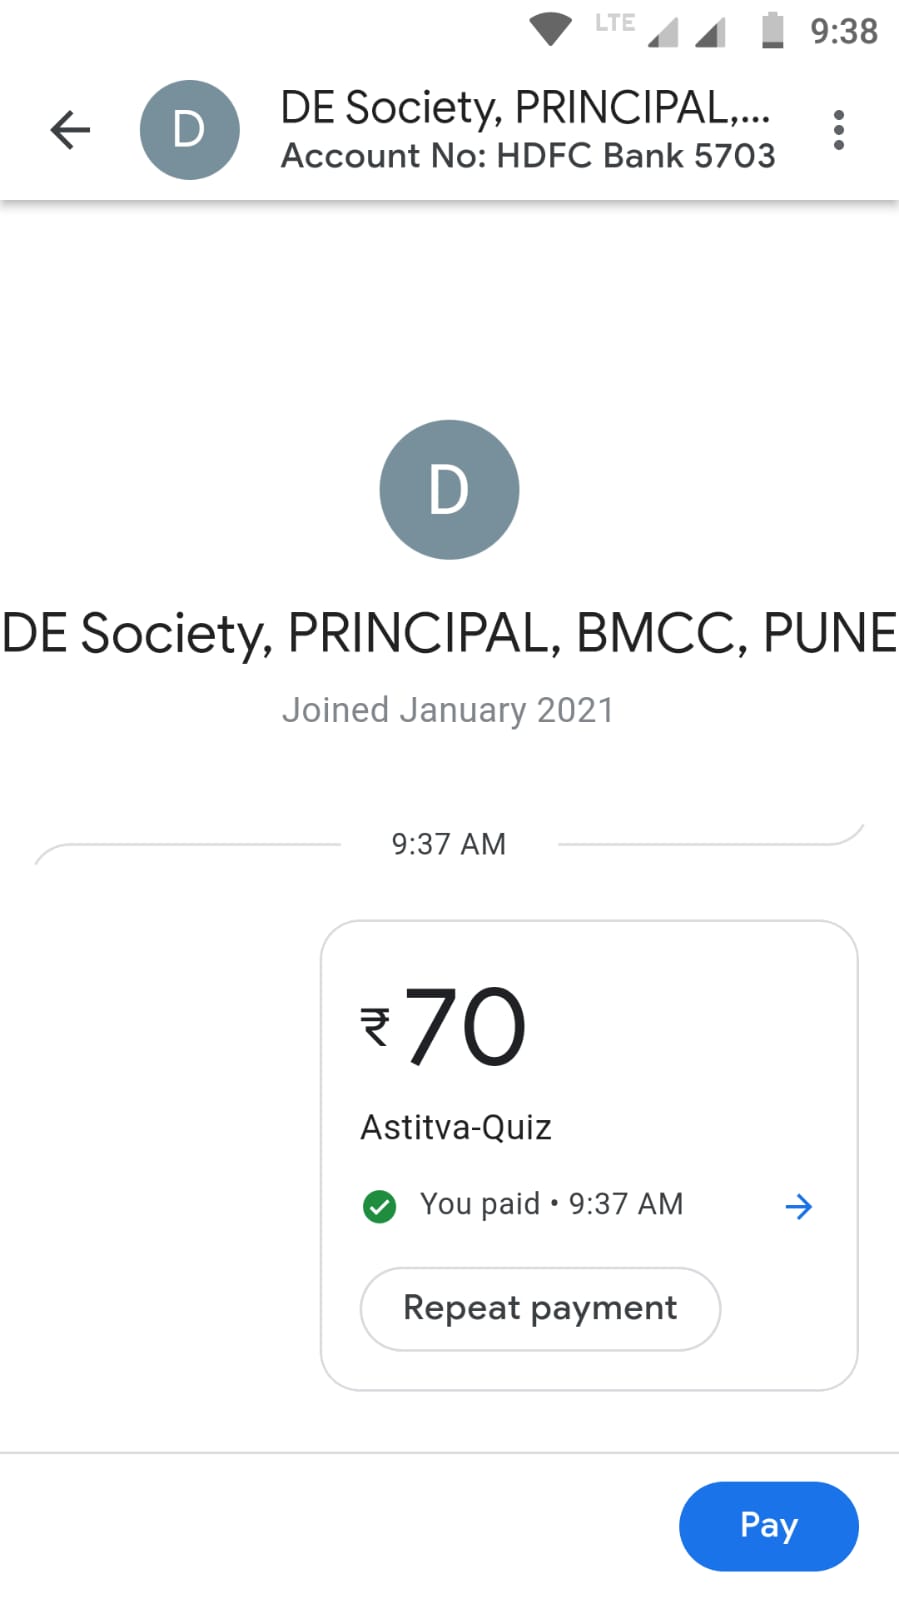 LTE 9:38
D
DE Society, PRINCIPAL,...
Account No: HDFC Bank 5703
D
DE Society, PRINCIPAL, BMCC, PUNE
Joined January 2021
9:37 AM
₹70
Astitva-Quiz
You paid • 9:37 AM
Repeat payment
Pay